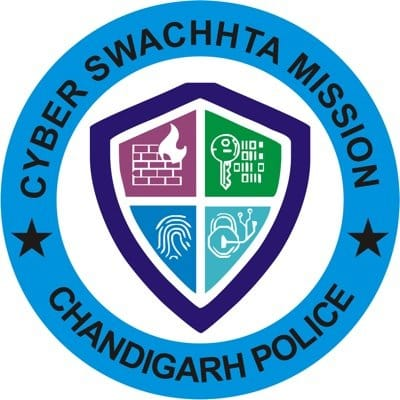 CYBER SWACHHTA MISSION
CHANDIGARH POLICE